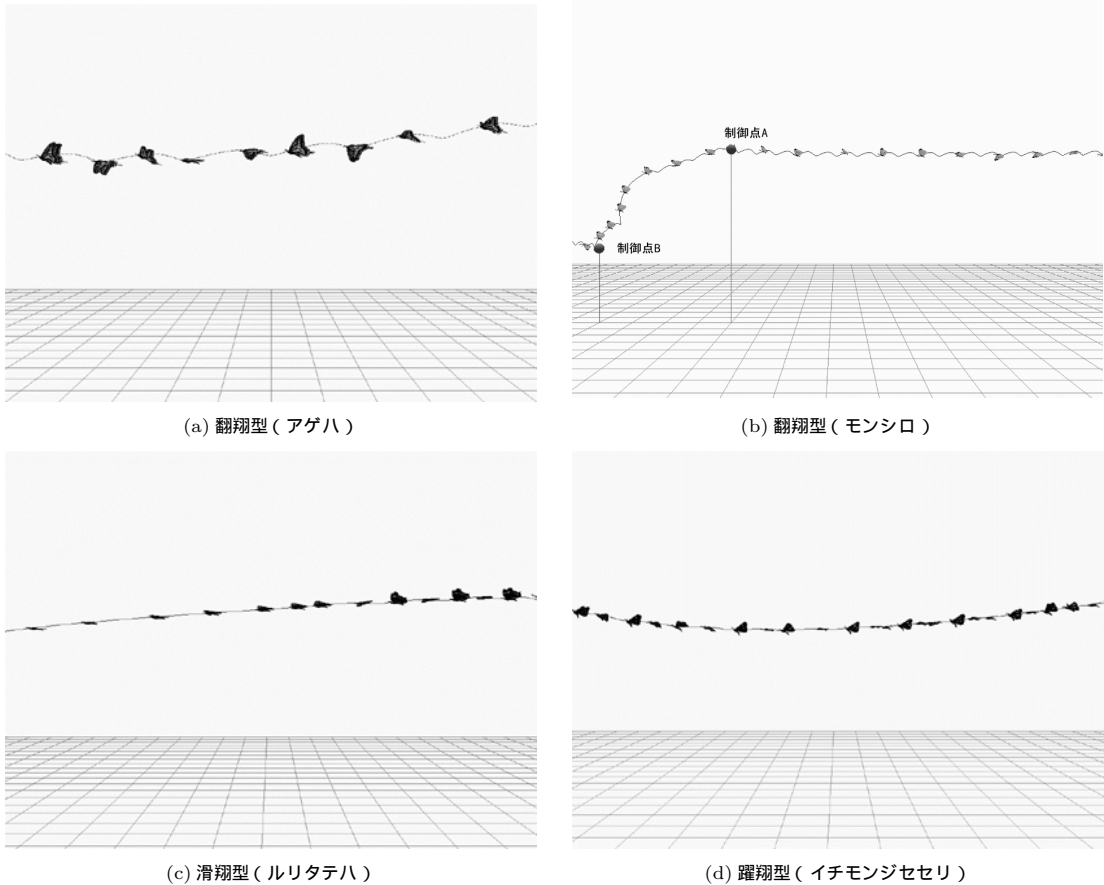 制御点A
制御点B
(a) 翻翔型 ( アゲハ )
(b) 翻翔型 ( モンシロ )
(c) 滑翔型 ( ルリタテハ )
(d) 躍翔型 ( イチモンジセセリ )